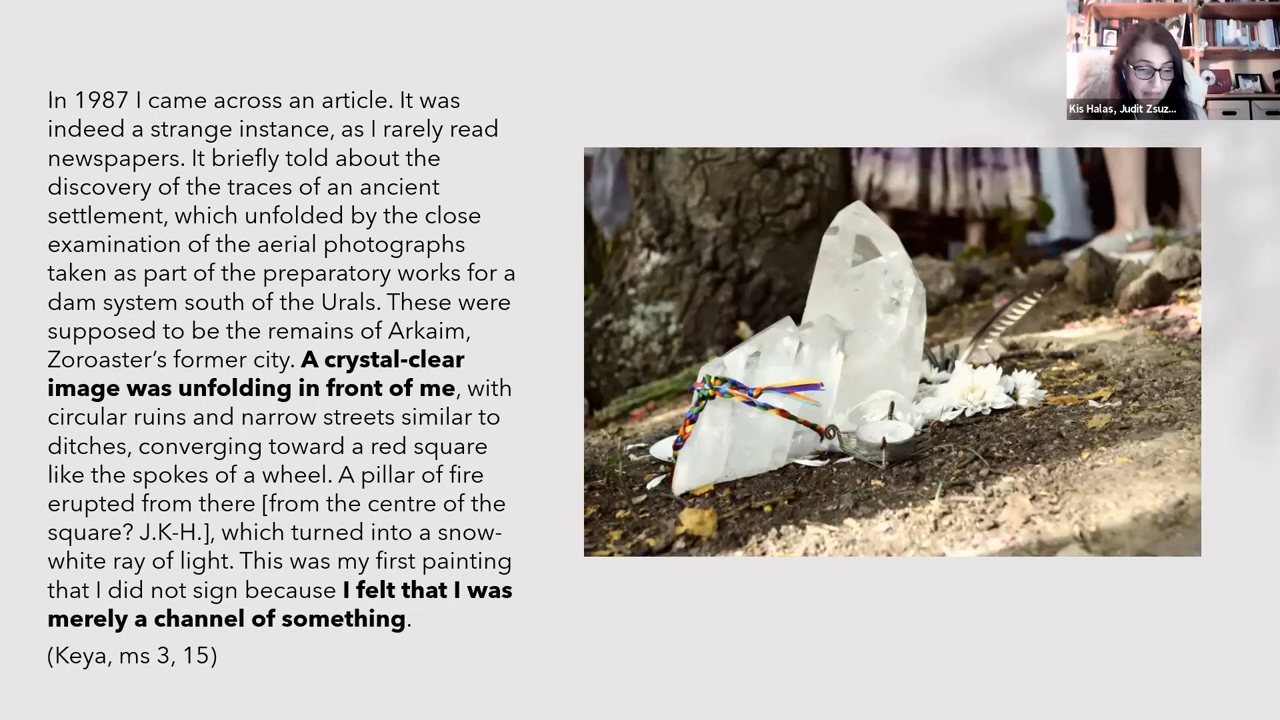 In 1987 I came across an article. It was
indeed a strange instance, as I rarely read
newspapers. It briefly told about the
discovery of the traces of an ancient
settlement, which unfolded by the close
examination of the aerial photographs
taken as part of the preparatory works for a
dam system south of the Urals. These were
supposed to be the remains of Arkaim,
Zoroaster’s former city. A crystal-clear
image was unfolding in front of me, with
circular ruins and narrow streets similar to
ditches, converging toward a red square
like the spokes of a wheel. A pillar of fire
erupted from there [from the centre of the
square? J.K-H.], which turned into a snow-
white ray of light. This was my first painting
that I did not sign because I felt that I was
merely a channel of something.
(Keya, ms 3, 15)
Kis Halas, Judit Zsuz...